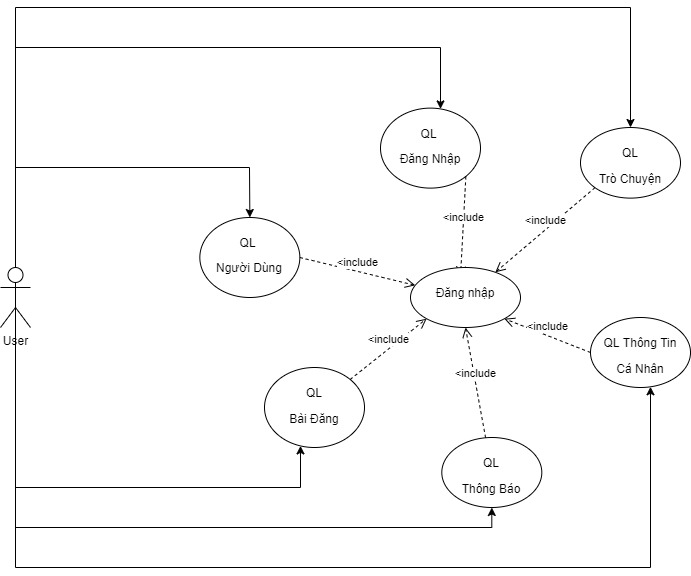 QL
Đăng Nhập
QL
Trò Chuyện
<include
<include
QL
Người Dùng
<include
Đăng nhập
User
<include
QL Thông Tin
Cá Nhân
<include
<include
QL
Bài Đăng
QL
Thông Báo